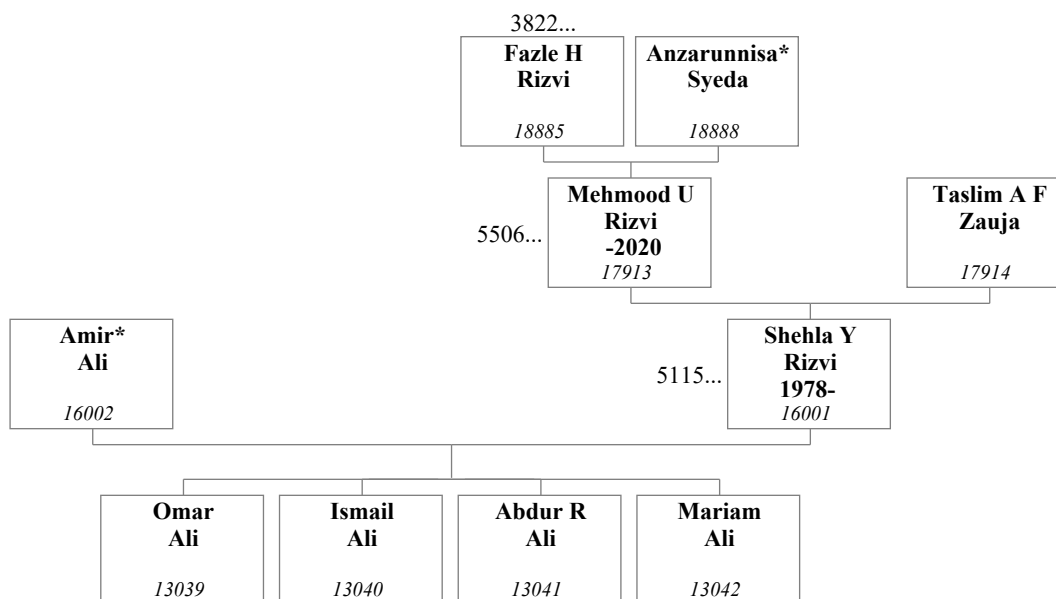 3822...
Fazle H
Rizvi
18885
Anzarunnisa*
Syeda
18888
5506...
Mehmood U
Rizvi
-2020
17913
Taslim A F
Zauja
17914
Amir*
Ali
16002
5115...
Shehla Y
Rizvi
1978-
16001
Omar
Ali
13039
Ismail
Ali
13040
Abdur R
Ali
13041
Mariam
Ali
13042